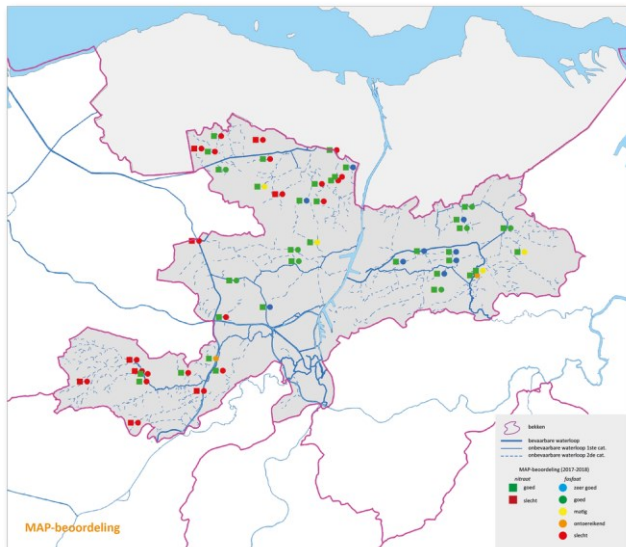 bekken
bevaarbare waterloop
onbevaarbare waterloop 1ste cat.
onbevaarbare waterloop 2de cat.
MAP-beoordeling (2017-2018)
nitraat fosfaat
goed zeer goed
slecht goed
matig
ontoereikend
slecht
MAP-beoordeling